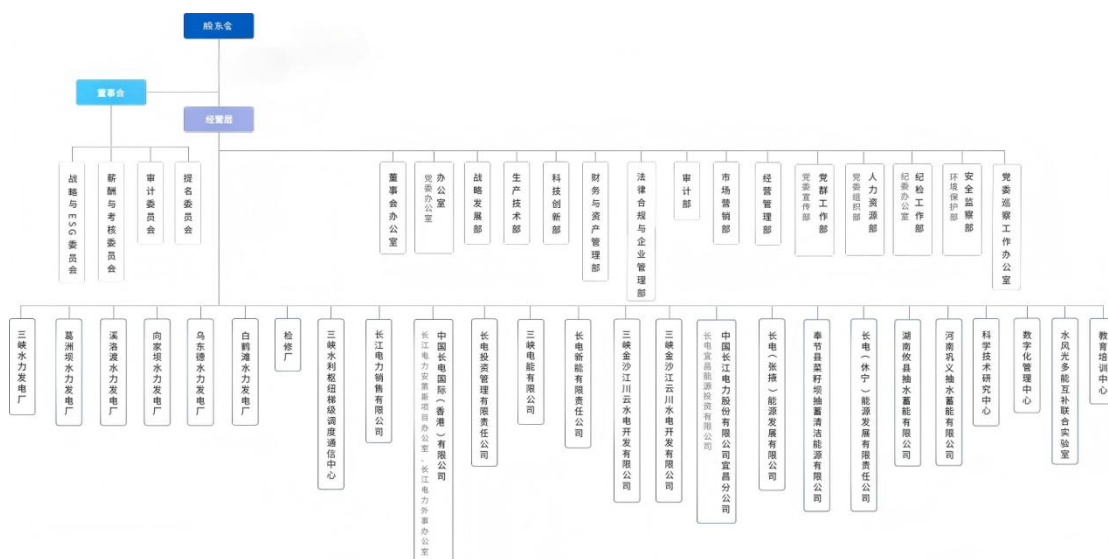 股东会
董事会
经营层
战略与ESG委员会
薪酬与考核委员会
审计委员会
提名委员会
董事会办公室
办公室
党委办公室
战略发展部
生产技术部
科技创新部
财务与资产管理部
法律合规与企业管理部
审计部
市场营销部
经营管理部
党群工作部
党委宣传部
人力资源部
党委组织部
纪检工作部
纪委办公室
安全监察部
环境保护部
党委巡察工作办公室
三峡水力发电厂
葛洲坝水力发电厂
溪洛渡水力发电厂
向家坝水力发电厂
乌东德水力发电厂
白鹤滩水力发电厂
检修厂
三峡水利枢纽梯级调度通信中心
长江电力销售有限公司
中国长电国际（香港）有限公司
长江电力安第斯项目办公室、长江电力外事办公室
长电投资管理有限责任公司
三峡电能有限公司
长电新能有限责任公司
三峡金沙江川云水电开发有限公司
三峡金沙江云川水电开发有限公司
中国长江电力股份有限公司宜昌分公司
长电宜昌能源投资有限公司
长电（张掖）能源发展有限公司
奉节县菜籽坝抽蓄清洁能源有限公司
长电（休宁）能源发展有限责任公司
湖南攸县抽水蓄能有限公司
河南巩义抽水蓄能有限公司
科学技术研究中心
数字化管理中心
水风光多能互补联合实验室
教育培训中心